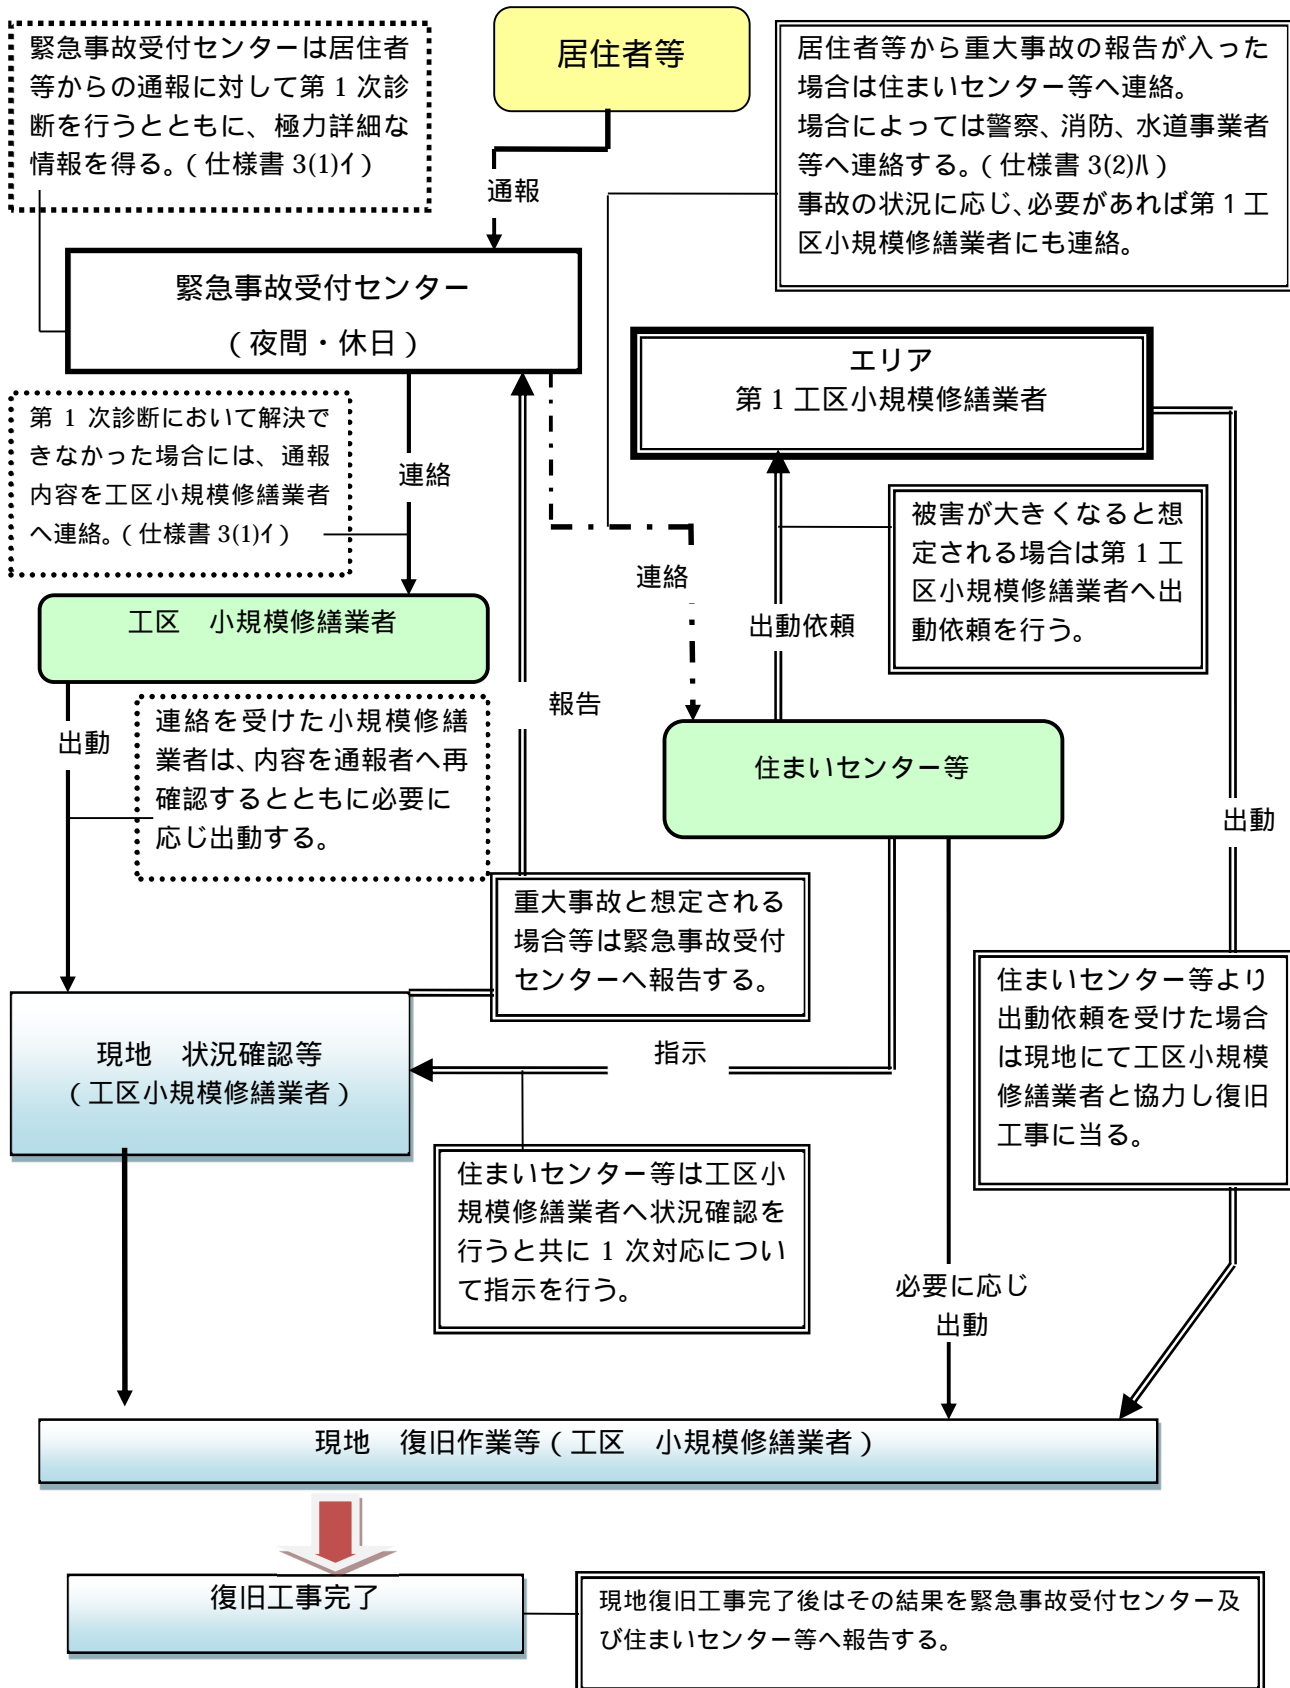 居住者等
緊急事故受付センターは居住者
等からの通報に対して第 1 次診
断を行うとともに、極力詳細な
情報を得る。（仕様書 3(1)ｲ）
居住者等から重大事故の報告が入った
場合は住まいセンター等へ連絡。
場合によっては警察、消防、水道事業者
等へ連絡する。（仕様書 3(2)ﾊ）
事故の状況に応じ、必要があれば第 1 工
区小規模修繕業者にも連絡。
通報
緊急事故受付センター
（夜間・休日）
エリア
第 1 工区小規模修繕業者
第 1 次診断において解決で
きなかった場合には、通報
内容を工区小規模修繕業者
へ連絡。（仕様書 3(1)ｲ）
連絡
連絡
被害が大きくなると想
定される場合は第 1 工
区小規模修繕業者へ出
動依頼を行う。
出動依頼
工区　小規模修繕業者
報告
出動
連絡を受けた小規模修繕
業者は、内容を通報者へ再
確認するとともに必要に
応じ出動する。
住まいセンター等
出動
重大事故と想定される
場合等は緊急事故受付
センターへ報告する。
住まいセンター等より
出動依頼を受けた場合
は現地にて工区小規模
修繕業者と協力し復旧
工事に当る。
現地　状況確認等
（工区小規模修繕業者）
指示
住まいセンター等は工区小
規模修繕業者へ状況確認を
行うと共に 1 次対応につい
て指示を行う。
必要に応じ
出動
現地　復旧作業等（工区　小規模修繕業者）
復旧工事完了
現地復旧工事完了後はその結果を緊急事故受付センター及
び住まいセンター等へ報告する。